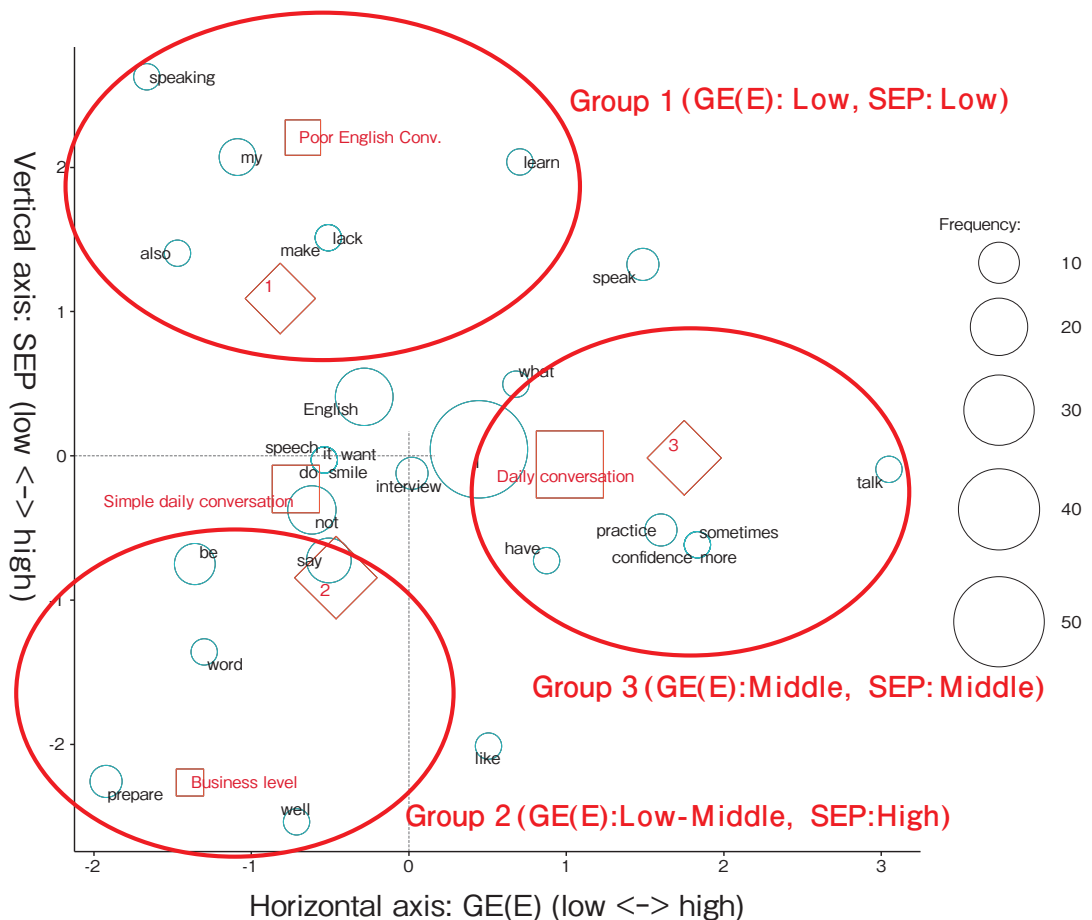 speaking
Group 1 (GE(E): Low, SEP: Low)
Poor English Conv.
my
learn
2
also
make
lack
1
speak
Frequency:
10
20
30
40
50
1
what
English
3
0
speech
it want
do smile
interview
I
Daily conversation
talk
Simple daily conversation
not
practice
sometimes
confidence more
have
be
say
2
-1
word
Group 3 (GE(E):Middle, SEP: Middle)
-2
like
prepare
Business level
well
Group 2 (GE(E):Low-Middle, SEP:High)
-2
-1
0
1
2
3
Vertical axis: SEP (low <-> high)
Horizontal axis: GE(E) (low <-> high)